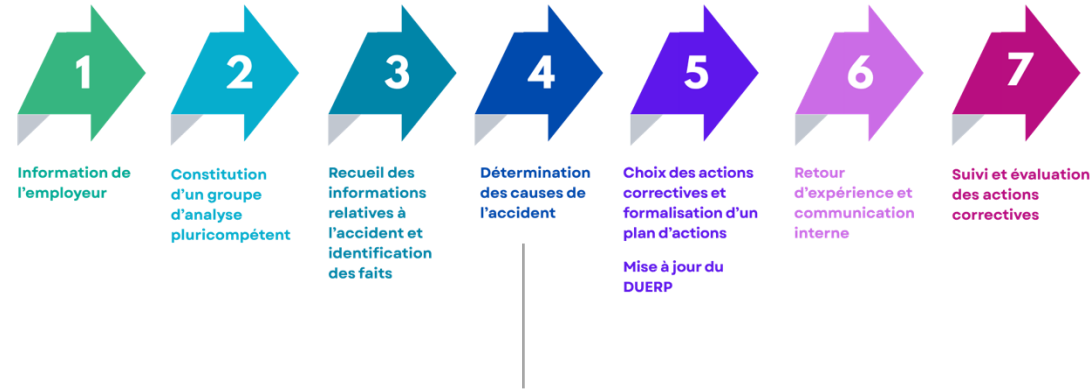 1
Information de
l'employeur
2
Constitution
d'un groupe
d'analyse
pluricompétent
3
Recueil des
informations
relatives à
l'accident et
identification
des faits
4
Détermination
des causes de
l'accident
5
Choix des actions
correctives et
formalisation d'un
plan d'actions
Mise à jour du
DUERP
6
Retour
d'expérience et
communication
interne
7
Suivi et évaluation
des actions
correctives